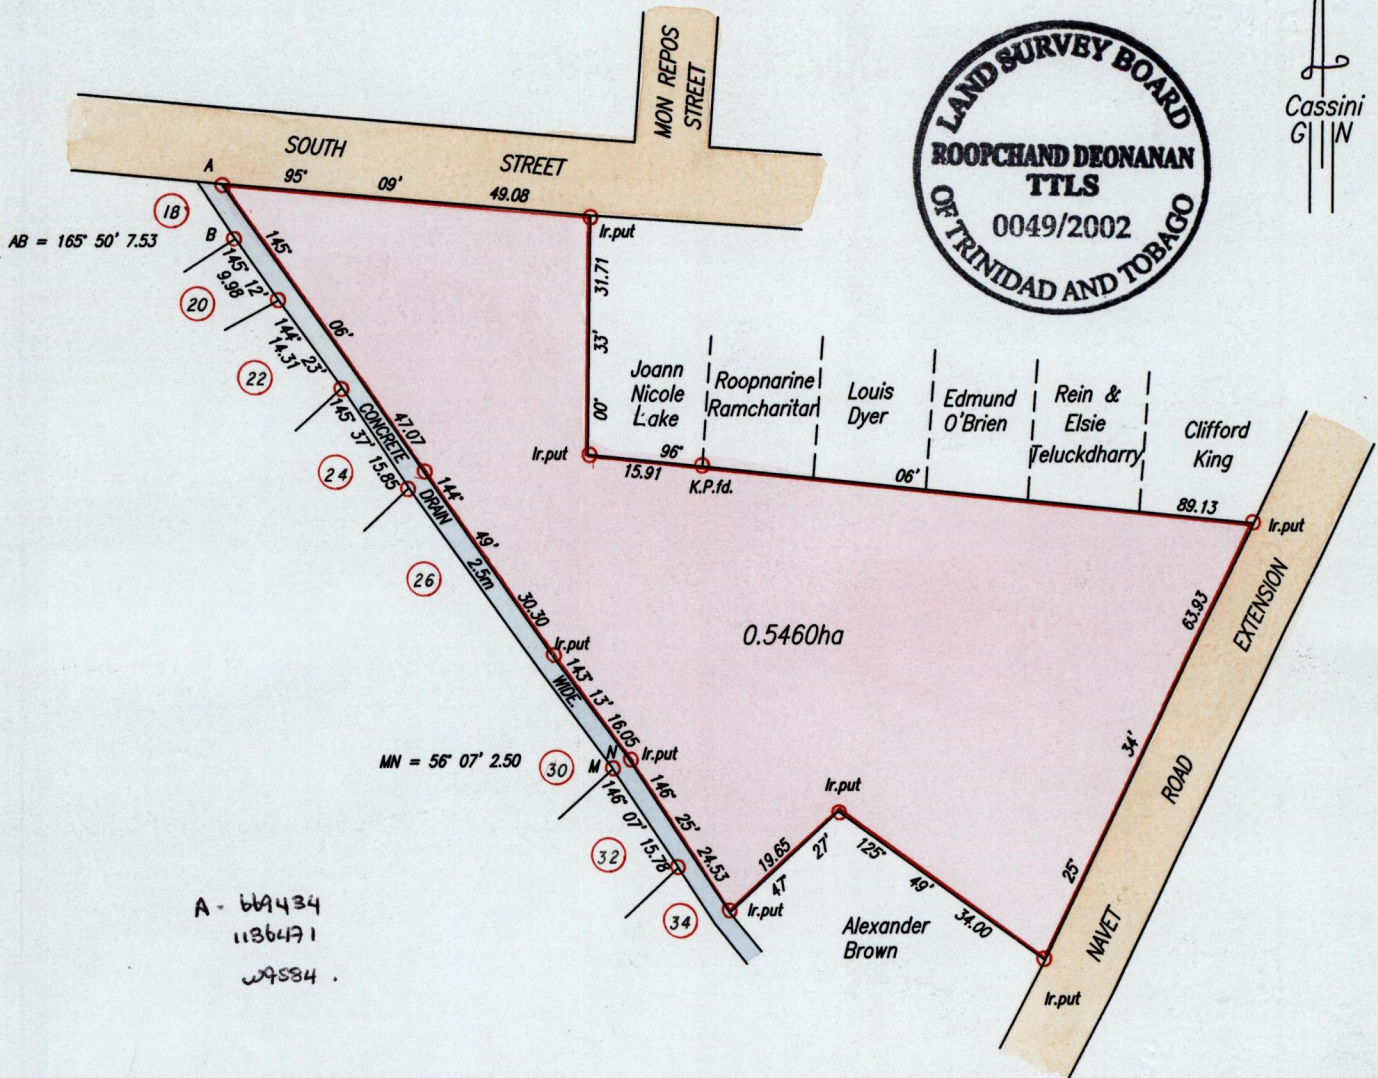 MON REPOS
STREET
SOUTH STREET
LAND SURVEY BOARD
ROOPCHAND DEONANAN
TTLS
0049/2002
OF TRINIDAD AND TOBAGO
Cassini
G N
A
95° 09' 49.08
Ir.put
18
B
AB = 165° 50' 7.53
145° 06' 47.07
145° 12'
9.98
20
144° 23'
14.31
22
31.71
33'
00°
Joann
Nicole
Lake
Roopnarine
Ramcharitan
Louis
Dyer
Edmund
O'Brien
Rein &
Elsie
Teluckdharry
Clifford
King
Ir.put
96° 06' 89.13
15.91
K.P.fd.
Ir.put
145° 37' 15.85
24
CONCRETE DRAIN 2.5m WIDE.
26
144° 49' 30.30
Ir.put
0.5460ha
63.93
34'
25°
NAVET ROAD EXTENSION
143° 13' 16.05
MN = 56° 07' 2.50
30
M
N
Ir.put
146° 07' 15.78
32
146° 25' 24.53
34
Ir.put
19.65
47° 27'
Ir.put
125° 49' 34.00
Alexander
Brown
Ir.put
A - 669434
1136471